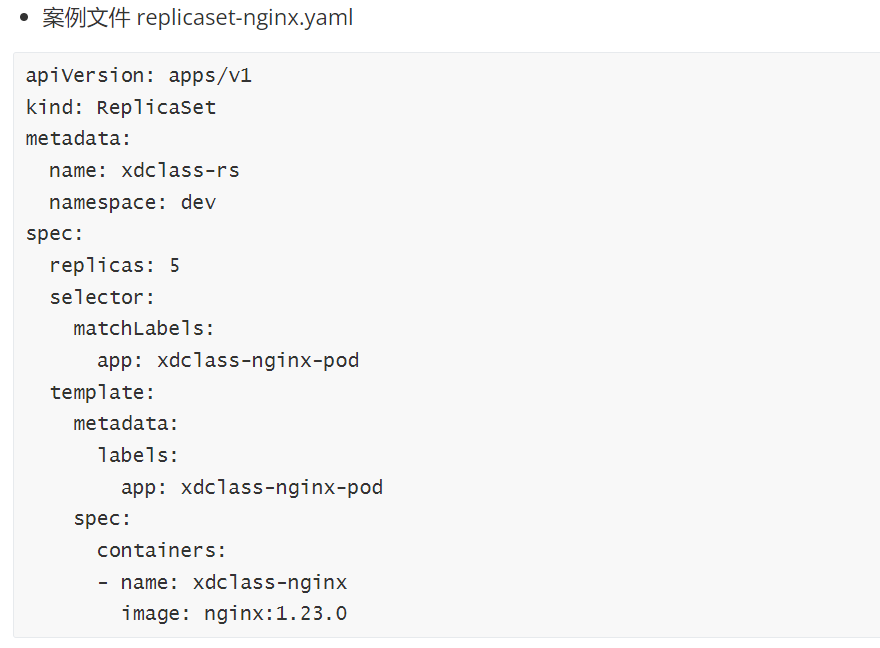 • 案例文件 replicaset-nginx.yaml
apiVersion: apps/v1
kind: ReplicaSet
metadata:
  name: xdclass-rs
  namespace: dev
spec:
  replicas: 5
  selector:
    matchLabels:
      app: xdclass-nginx-pod
  template:
    metadata:
      labels:
        app: xdclass-nginx-pod
    spec:
      containers:
      - name: xdclass-nginx
        image: nginx:1.23.0